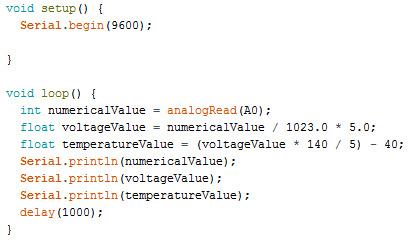 void setup() {
  Serial.begin(9600);

}

void loop() {
  int numericalValue = analogRead(A0);
  float voltageValue = numericalValue / 1023.0 * 5.0;
  float temperatureValue = (voltageValue * 140 / 5) - 40;
  Serial.println(numericalValue);
  Serial.println(voltageValue);
  Serial.println(temperatureValue);
  delay(1000);
}